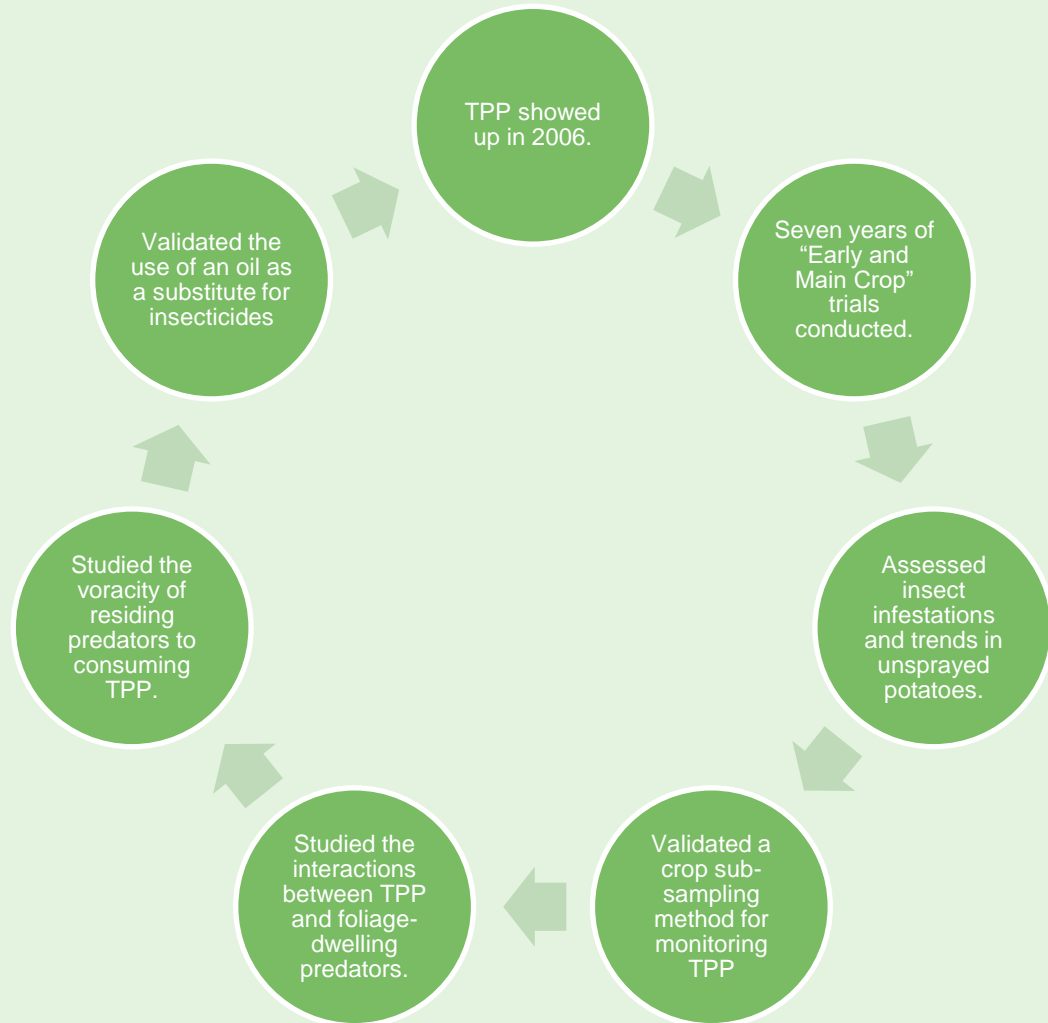 TPP showed
up in 2006.
Seven years of
“Early and
Main Crop”
trials
conducted.
Assessed
insect
infestations
and trends in
unsprayed
potatoes.
Validated a
crop sub-
sampling
method for
monitoring
TPP
Studied the
interactions
between TPP
and foliage-
dwelling
predators.
Studied the
voracity of
residing
predators to
consuming
TPP.
Validated the
use of an oil as
a substitute for
insecticides